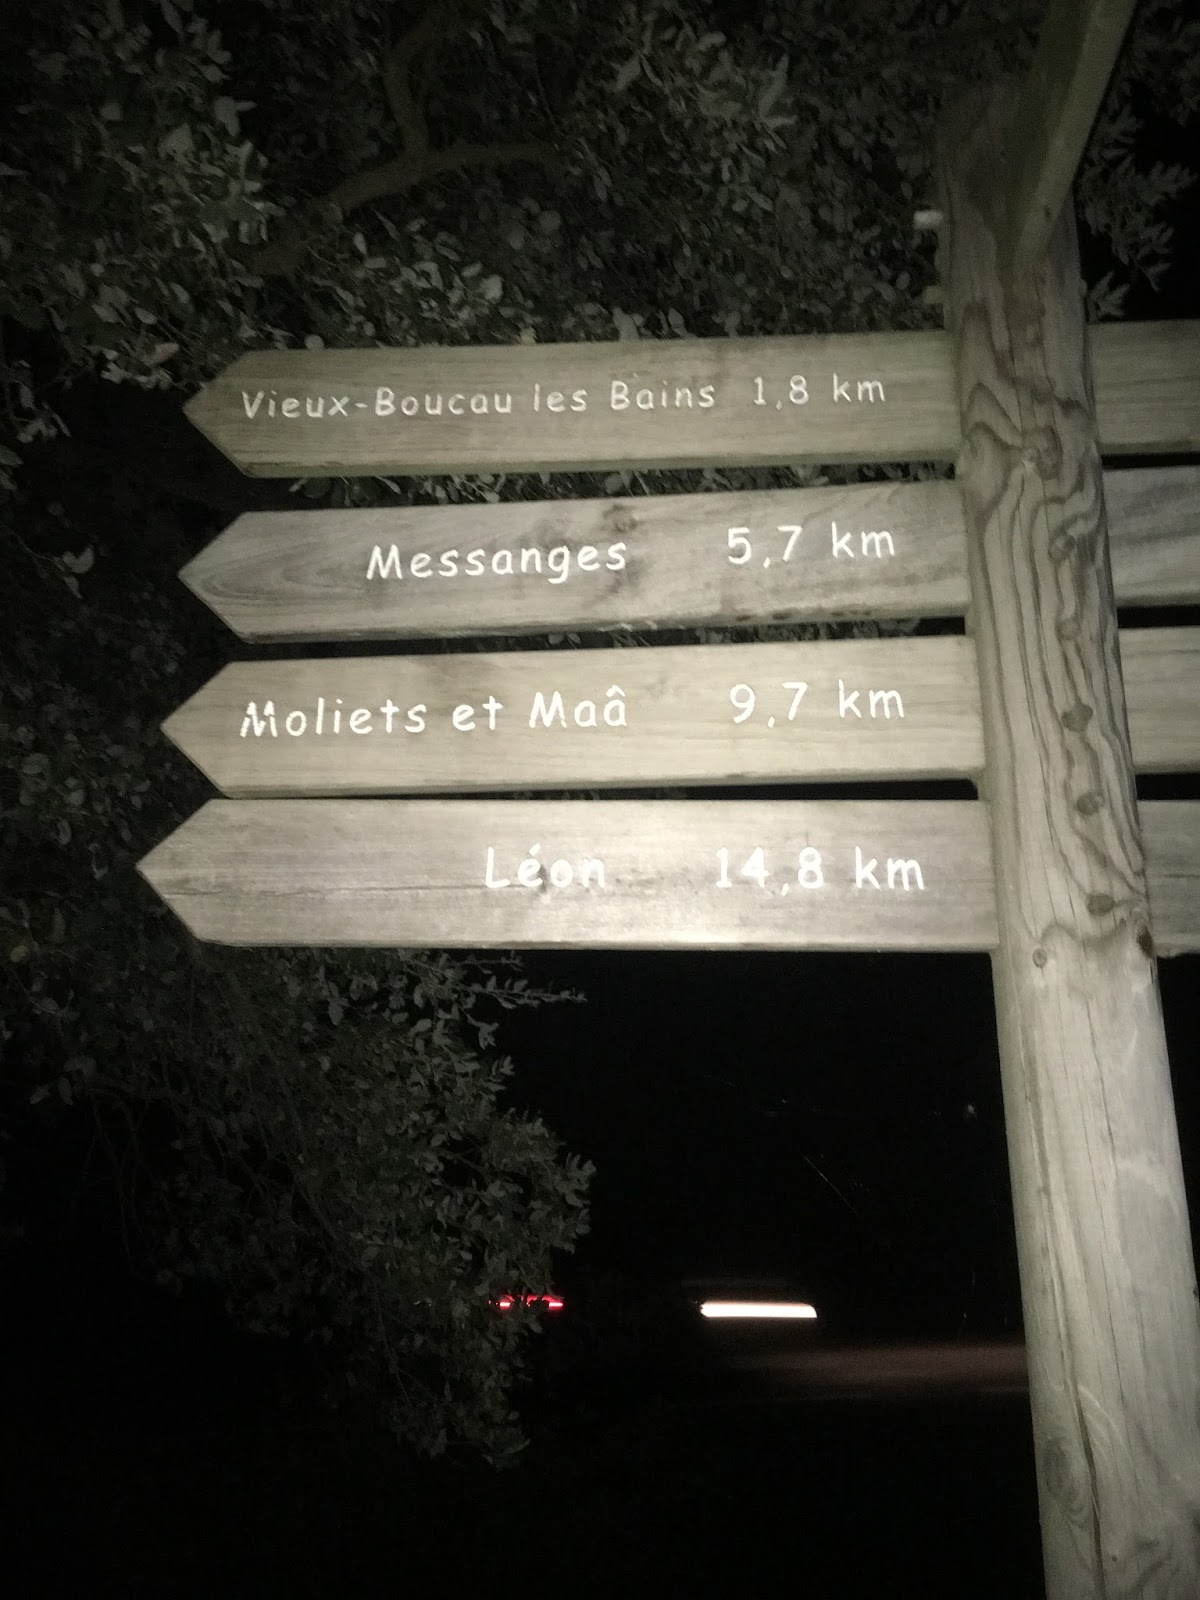 Vieux-Boucau les Bains 1,8 km
Messanges 5,7 km
Moliets et Maâ 9,7 km
Léon 14,8 km